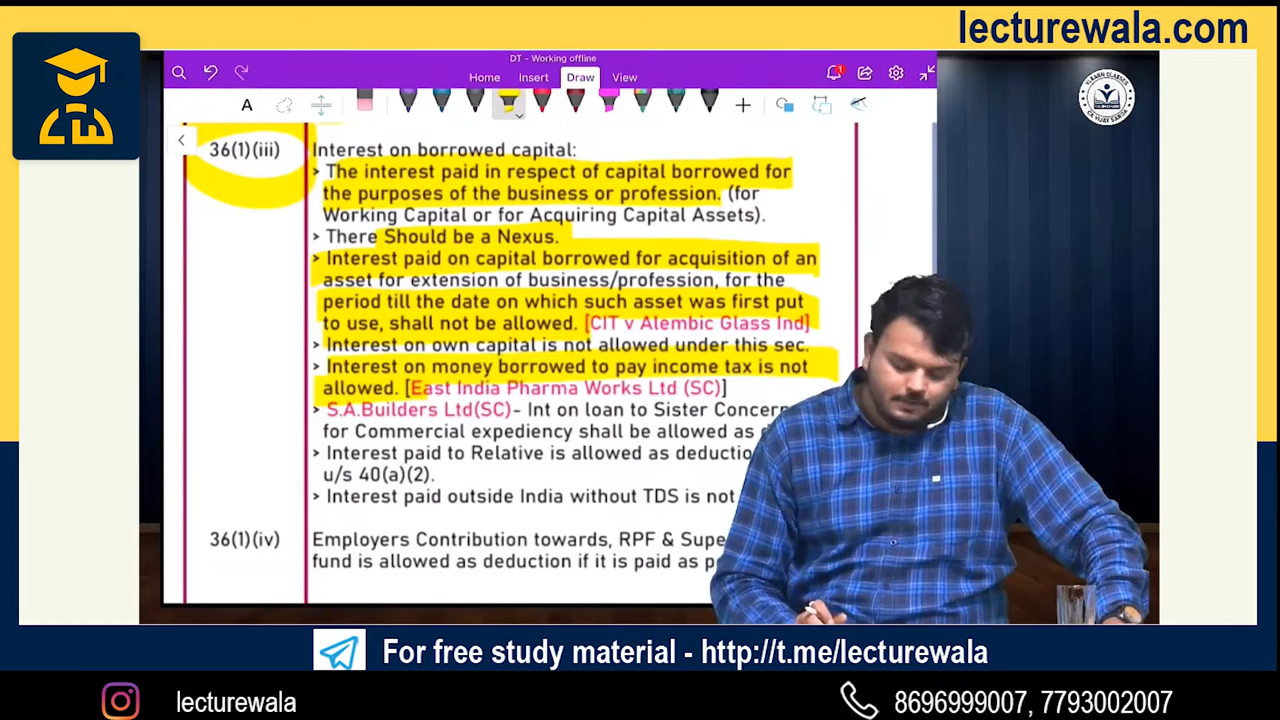 lecturewala.com
DT - Working offline
Home Insert Draw View
1
A
36(1)(iii)
Interest on borrowed capital:
> The interest paid in respect of capital borrowed for
the purposes of the business or profession. (for
Working Capital or for Acquiring Capital Assets).
> There Should be a Nexus.
> Interest paid on capital borrowed for acquisition of an
asset for extension of business/profession, for the
period till the date on which such asset was first put
to use, shall not be allowed. [CIT v Alembic Glass Ind]
> Interest on own capital is not allowed under this sec.
> Interest on money borrowed to pay income tax is not
allowed. [East India Pharma Works Ltd (SC)]
> S.A.Builders Ltd(SC)- Int on loan to Sister Concern
for Commercial expediency shall be allowed as
> Interest paid to Relative is allowed as deductio
u/s 40(a)(2).
> Interest paid outside India without TDS is not
36(1)(iv)
Employers Contribution towards, RPF & Supe
fund is allowed as deduction if it is paid as p
VI LEARN CLASSES
CA VIJAY SARDA
For free study material - http://t.me/lecturewala
lecturewala
8696999007, 7793002007